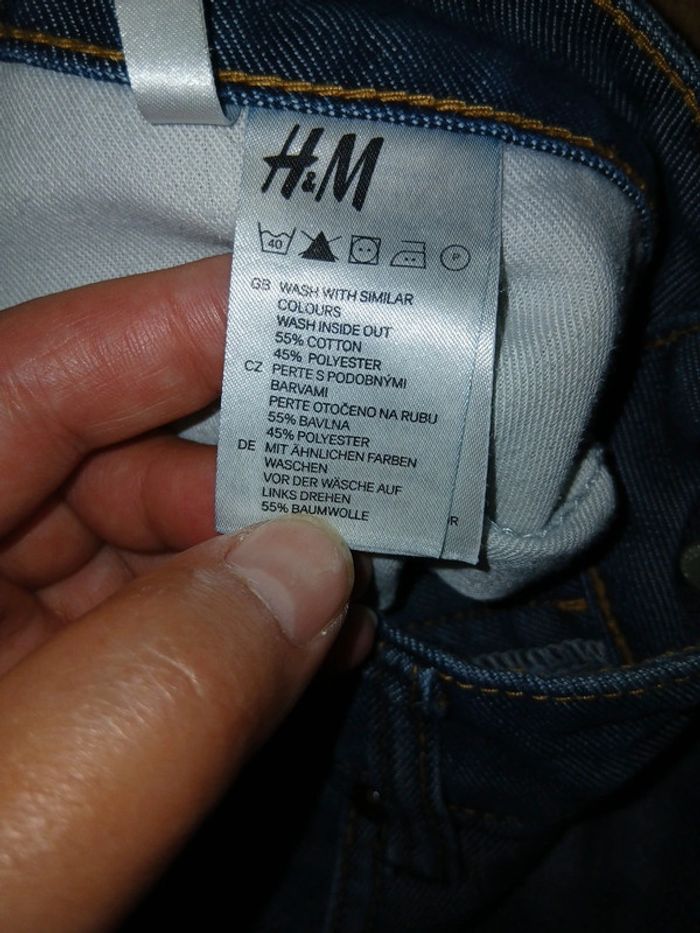 H&M
40 P
GB WASH WITH SIMILAR
COLOURS
WASH INSIDE OUT
55% COTTON
45% POLYESTER
CZ PERTE S PODOBNÝMI
BARVAMI
PERTE OTOČENO NA RUBU
55% BAVLNA
45% POLYESTER
DE MIT ÄHNLICHEN FARBEN
WASCHEN
VOR DER WÄSCHE AUF
LINKS DREHEN
55% BAUMWOLLE